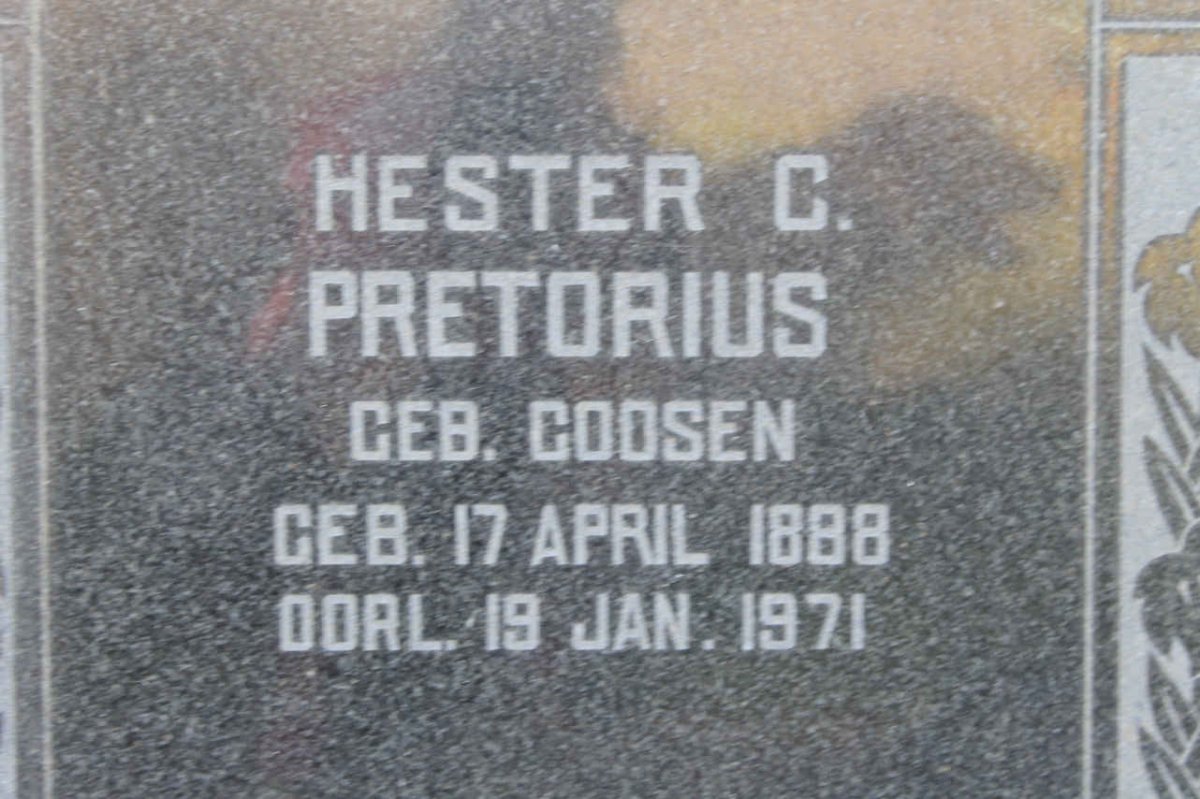 HESTER C.
PRETORIUS
GEB. GOOSEN
GEB. 17 APRIL 1888
OORL. 19 JAN. 1971